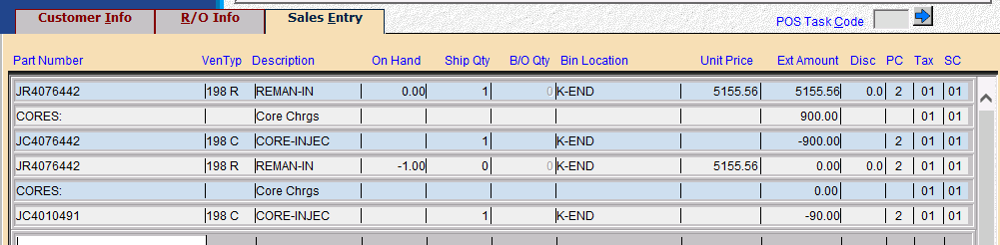 Customer Info R/O Info Sales Entry POS Task Code
Part Number VenTyp Description On Hand Ship Qty B/O Qty Bin Location Unit Price Ext Amount Disc PC Tax SC
JR4076442 198 R REMAN-IN 0.00 1 0 K-END 5155.56 5155.56 0.0 2 01 01
CORES: Core Chrgs 900.00 01 01
JC4076442 198 C CORE-INJEC 1 K-END -900.00 2 01 01
JR4076442 198 R REMAN-IN -1.00 0 0 K-END 5155.56 0.00 0.0 2 01 01
CORES: Core Chrgs 0.00 01 01
JC4010491 198 C CORE-INJEC 1 K-END -90.00 2 01 01